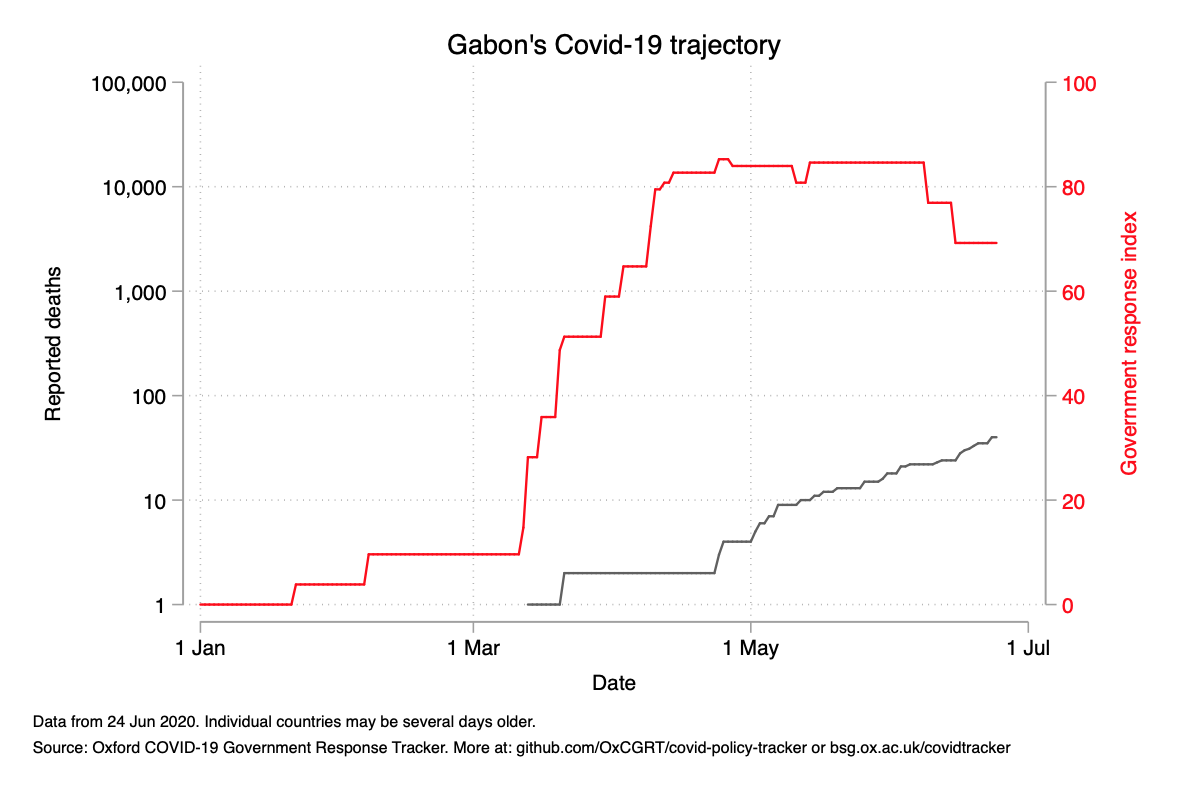 Gabon's Covid-19 trajectory
100,000
10,000
1,000
100
10
1
Reported deaths
100
80
60
40
20
0
Government response index
1 Jan
1 Mar
1 May
1 Jul
Date
Data from 24 Jun 2020. Individual countries may be several days older.
Source: Oxford COVID-19 Government Response Tracker. More at: github.com/OxCGRT/covid-policy-tracker or bsg.ox.ac.uk/covidtracker